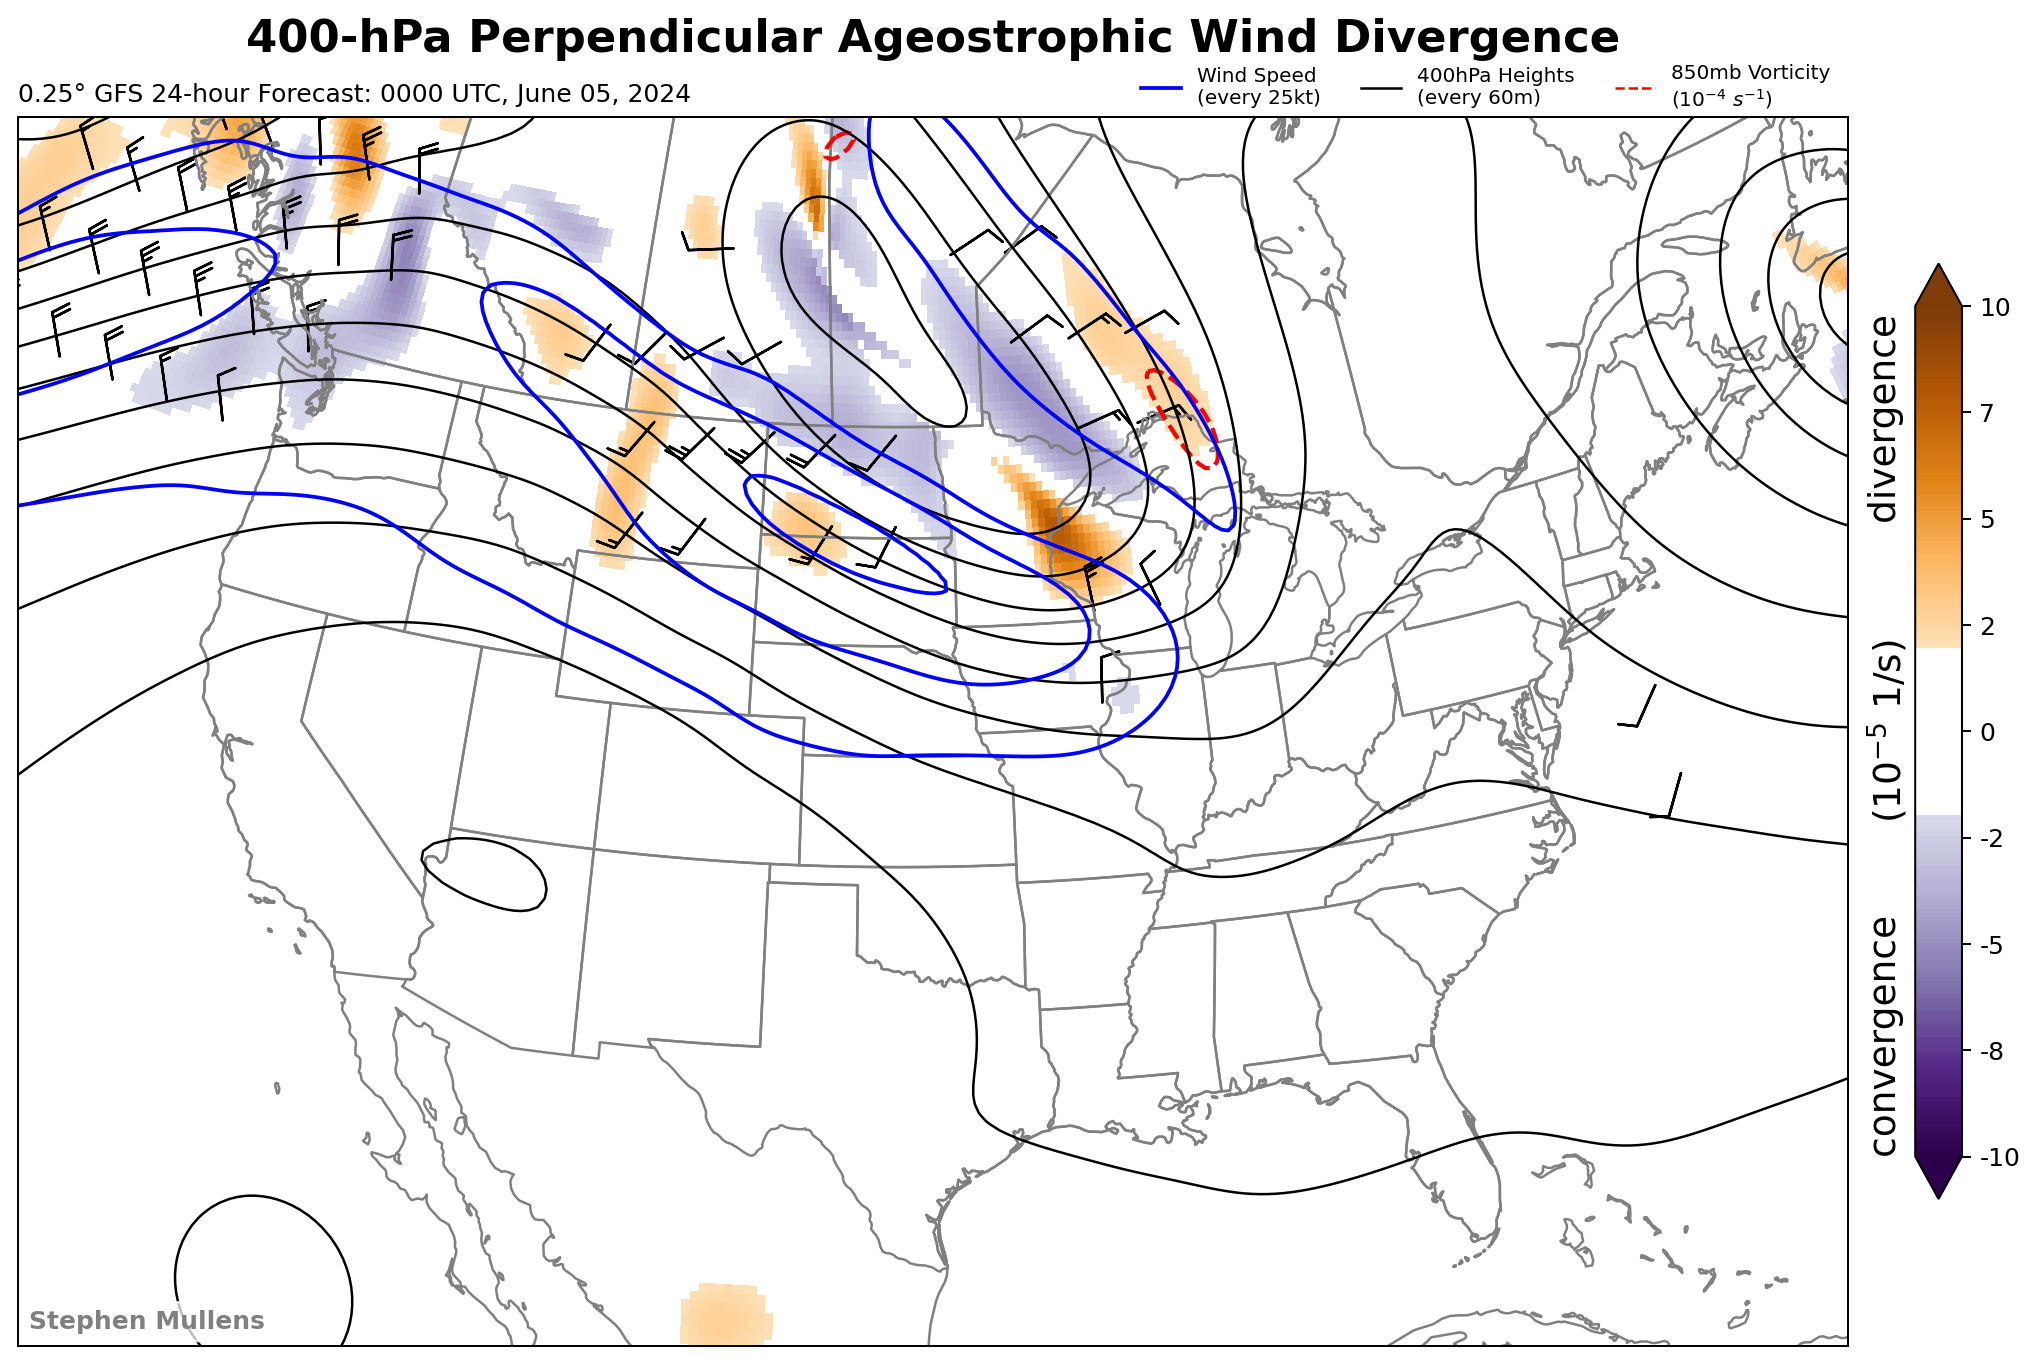 400-hPa Perpendicular Ageostrophic Wind Divergence
0.25° GFS 24-hour Forecast: 0000 UTC, June 05, 2024
Wind Speed
(every 25kt)
400hPa Heights
(every 60m)
850mb Vorticity
(10⁻⁴ s⁻¹)
10
7
5
2
0
-2
-5
-8
-10
convergence (10⁻⁵ 1/s) divergence
Stephen Mullens